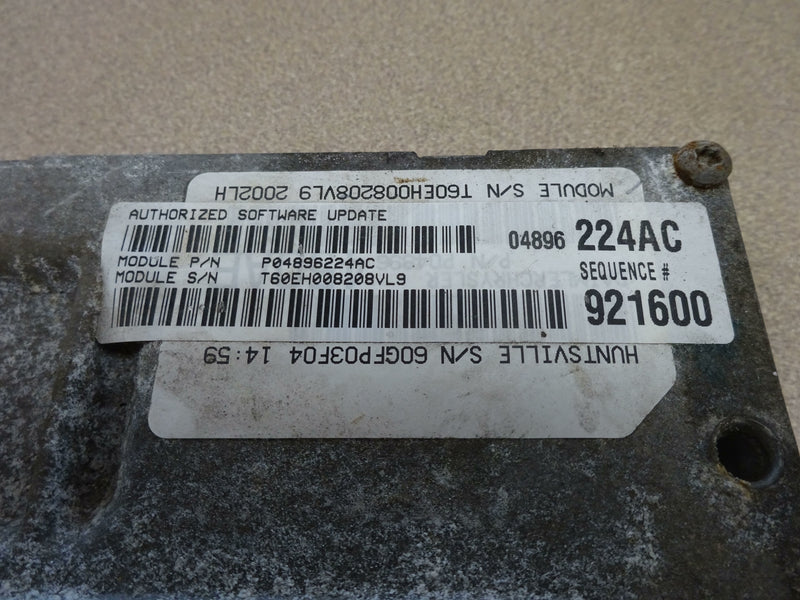 MODULE S/N T60EH008208VL9 2002LH
AUTHORIZED SOFTWARE UPDATE
04896 224AC
MODULE P/N P04896224AC
MODULE S/N T60EH008208VL9
SEQUENCE #
921600
HUNTSVILLE S/N 60GFP03F04 14:59